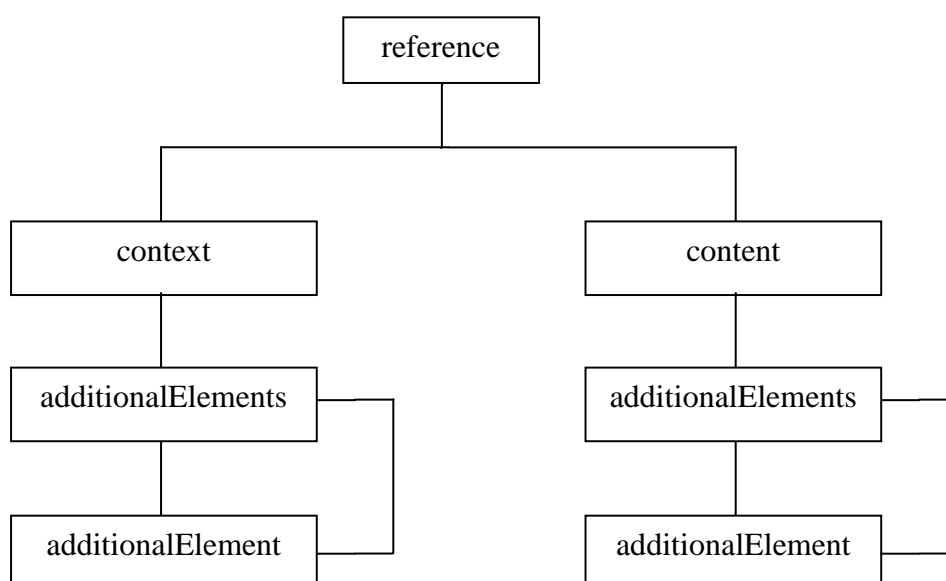 reference
context
content
additionalElements
additionalElements
additionalElement
additionalElement